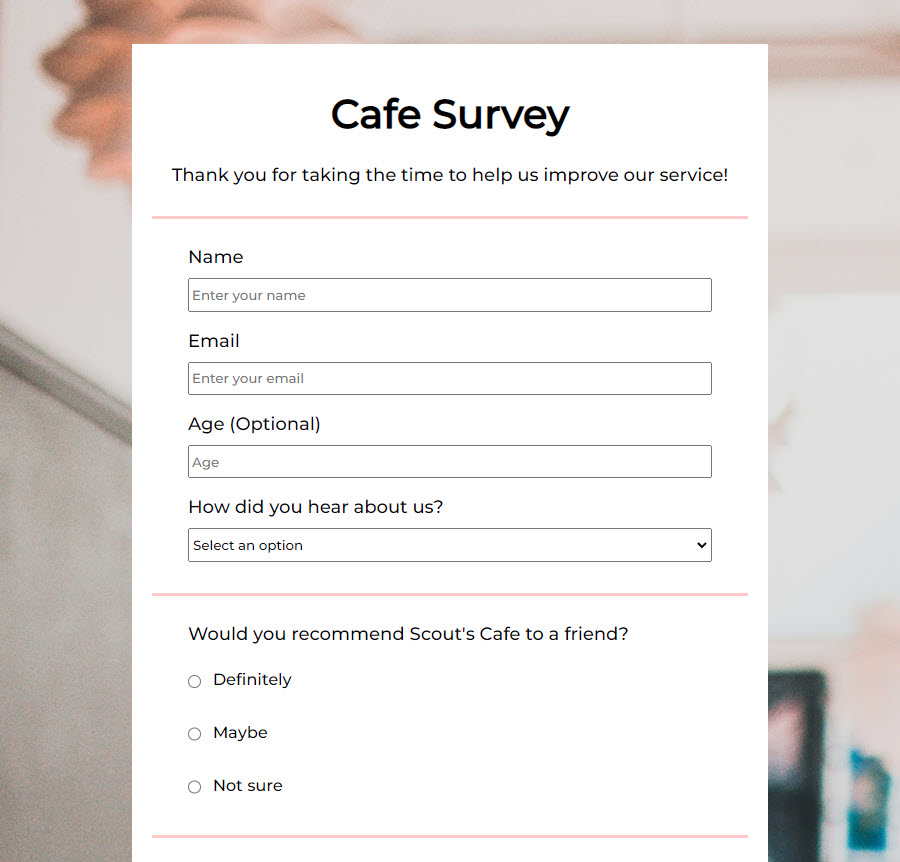 Cafe Survey
Thank you for taking the time to help us improve our service!
Name
Enter your name
Email
Enter your email
Age (Optional)
Age
How did you hear about us?
Select an option
Would you recommend Scout's Cafe to a friend?
Definitely
Maybe
Not sure